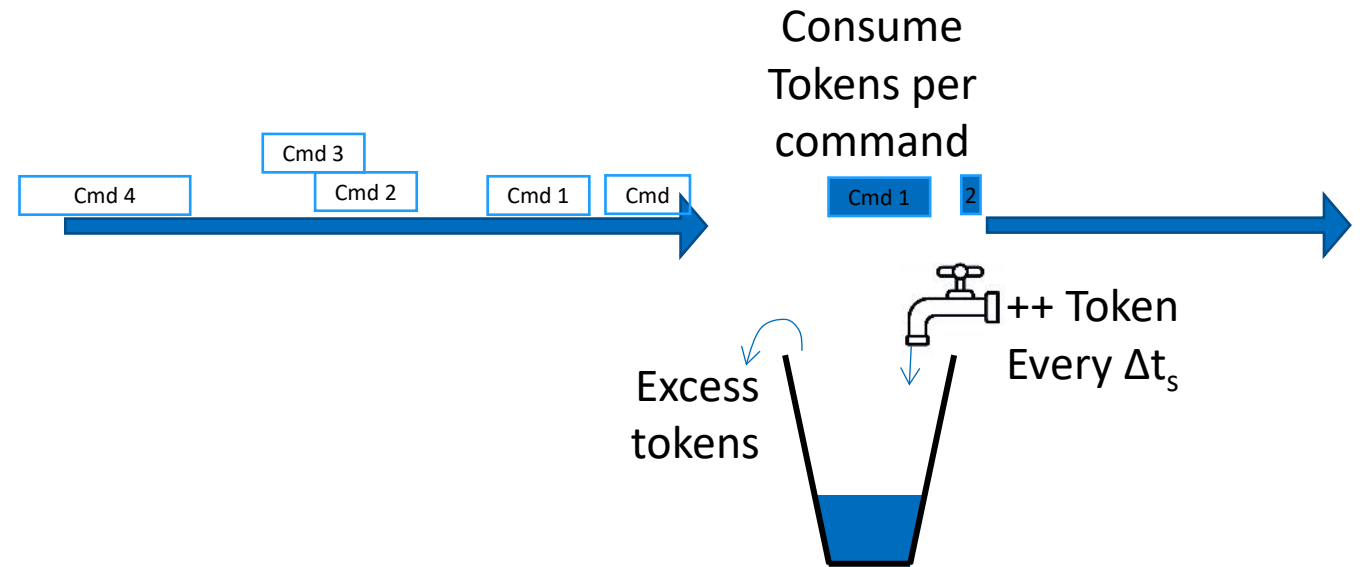 Consume
Tokens per
command
Cmd 3
Cmd 4
Cmd 2
Cmd 1
Cmd
Cmd 1
2
++ Token
Every Δtₛ
Excess
tokens